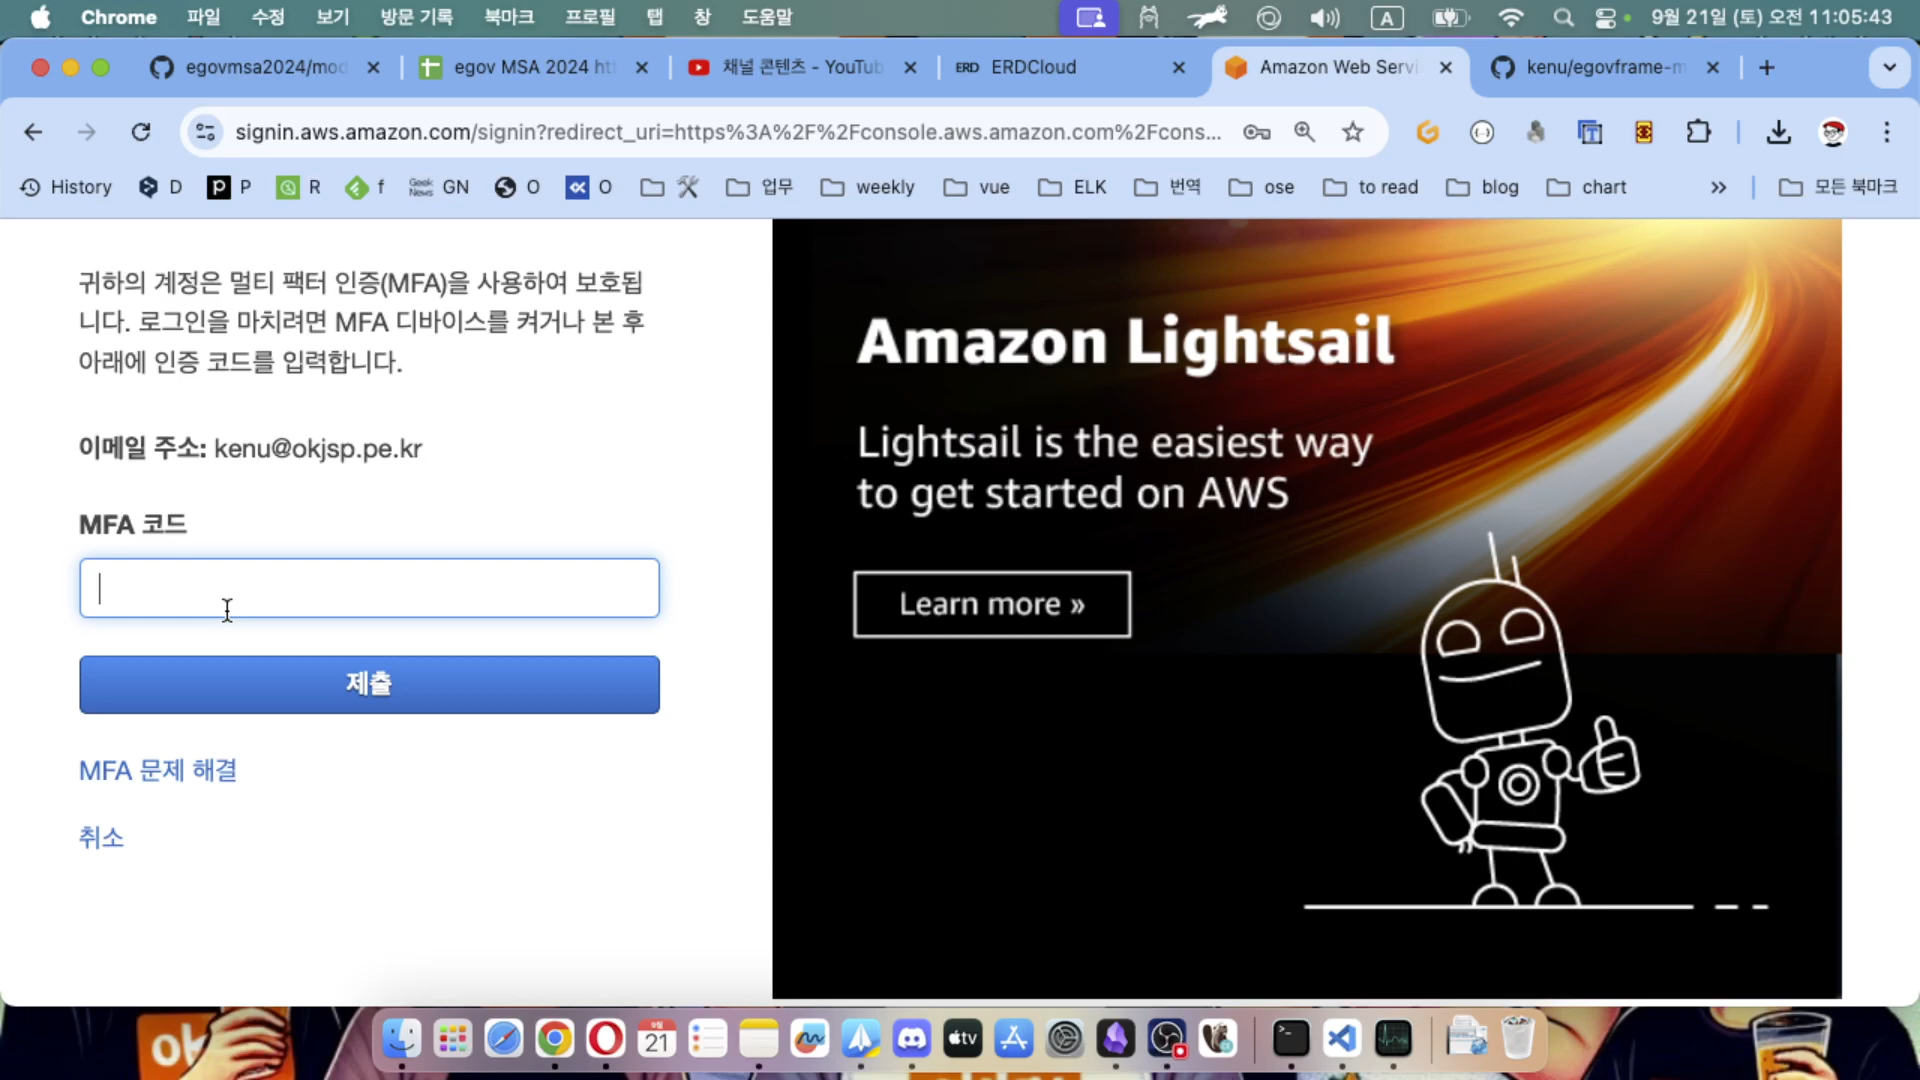 Chrome 파일 수정 보기 방문 기록 북마크 프로필 탭 창 도움말 A 9월 21일 (토) 오전 11:05:43
egovmsa2024/mod egov MSA 2024 htt 채널 콘텐츠 - YouTub ERD ERDCloud Amazon Web Servi kenu/egovframe-m
signin.aws.amazon.com/signin?redirect_uri=https%3A%2F%2Fconsole.aws.amazon.com%2Fcons...
History D P R f Geek News GN O O 업무 weekly vue ELK 번역 ose to read blog chart » 모든 북마크
귀하의 계정은 멀티 팩터 인증(MFA)을 사용하여 보호됩
니다. 로그인을 마치려면 MFA 디바이스를 켜거나 본 후
아래에 인증 코드를 입력합니다.
이메일 주소: kenu@okjsp.pe.kr
MFA 코드
제출
MFA 문제 해결
취소
Amazon Lightsail
Lightsail is the easiest way
to get started on AWS
Learn more »
ok
9월
21
tv